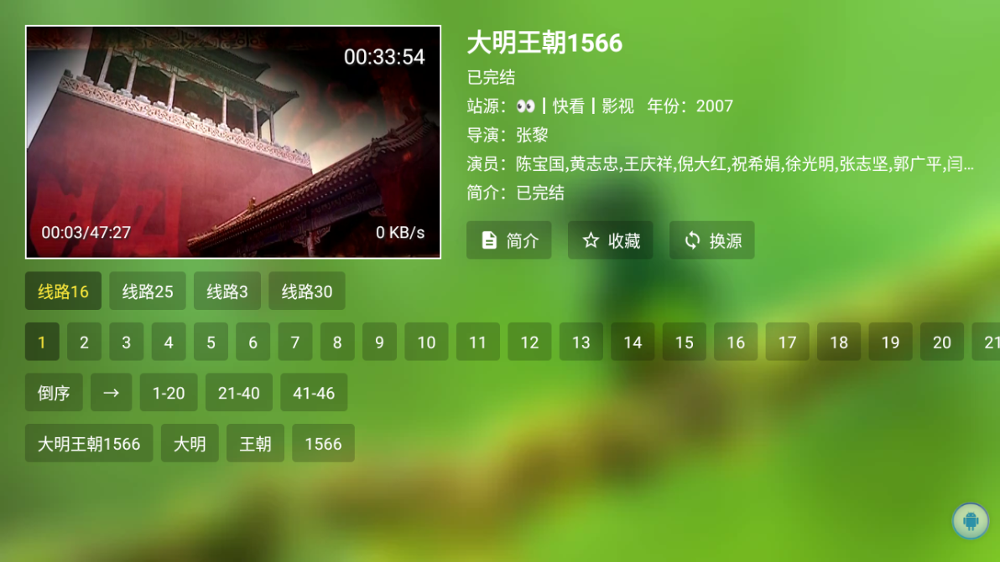 00:33:54
00:03/47:27
0 KB/s
大明王朝1566
已完结
站源：👀┃快看┃影视 年份：2007
导演：张黎
演员：陈宝国,黄志忠,王庆祥,倪大红,祝希娟,徐光明,张志坚,郭广平,闫…
简介：已完结
简介 收藏 换源
线路16 线路25 线路3 线路30
1 2 3 4 5 6 7 8 9 10 11 12 13 14 15 16 17 18 19 20 21
倒序 → 1-20 21-40 41-46
大明王朝1566 大明 王朝 1566